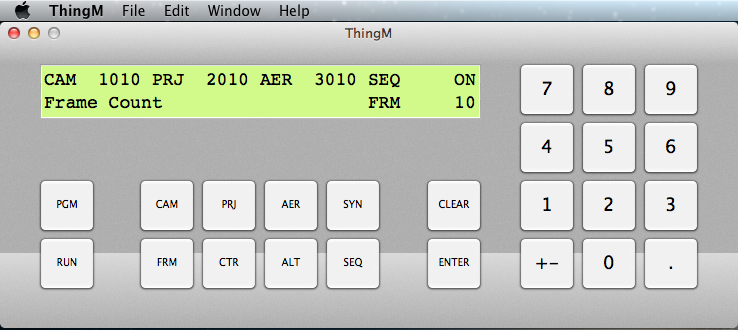 ThingM File Edit Window Help
ThingM
CAM 1010 PRJ 2010 AER 3010 SEQ ON
Frame Count FRM 10
7 8 9
4 5 6
PGM CAM PRJ AER SYN CLEAR 1 2 3
RUN FRM CTR ALT SEQ ENTER +- 0 .